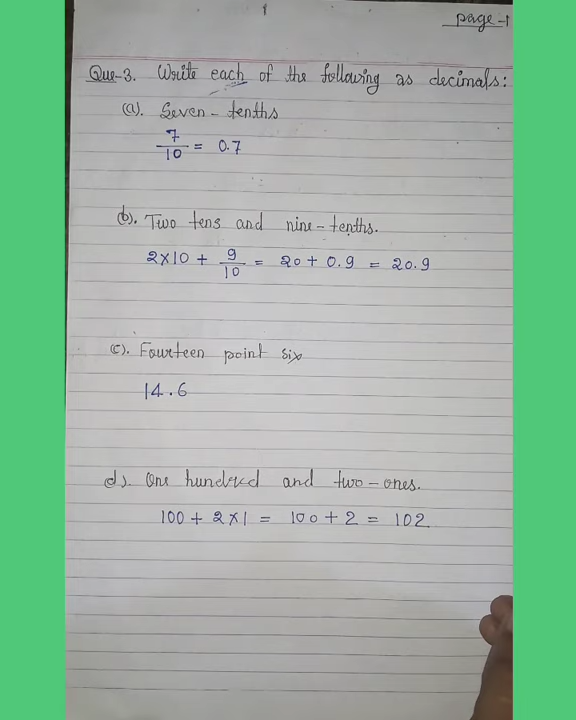 page-1
Que-3. Write each of the following as decimals:
(a). Seven-tenths
7/10 = 0.7
(b). Two tens and nine-tenths.
2×10 + 9/10 = 20 + 0.9 = 20.9
(c). Fourteen point six
14.6
d). One hundred and two-ones.
100 + 2×1 = 100 + 2 = 102